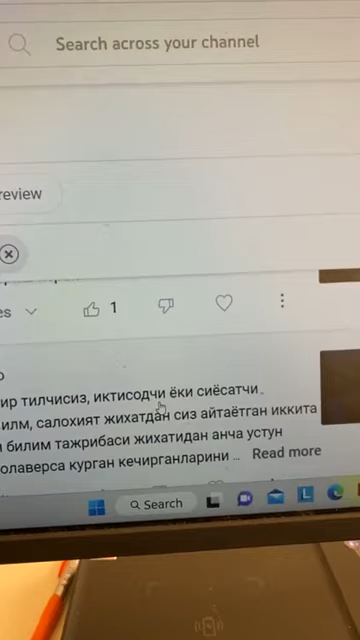 Search across your channel
review
1
ир тилчисиз, иктисодчи ёки сиёсатчи
илм, салохият жихатдан сиз айтаётган иккита
билим тажрибаси жихатидан анча устун
олаверса курган кечирганларини ... Read more
Search